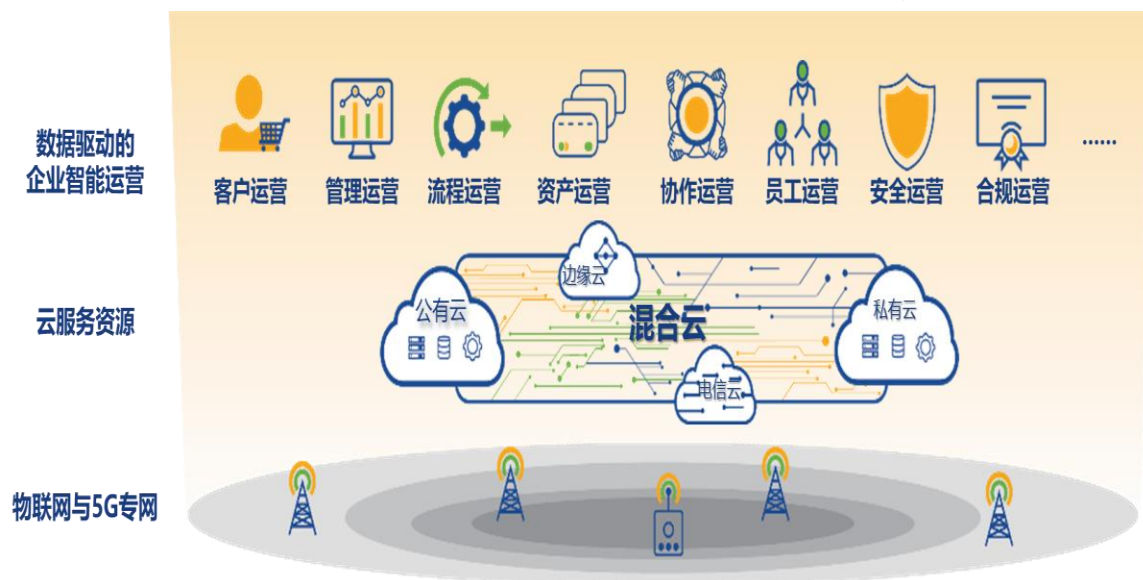 数据驱动的
企业智能运营
客户运营
管理运营
流程运营
资产运营
协作运营
员工运营
安全运营
合规运营
······
云服务资源
公有云
边缘云
混合云
电信云
私有云
物联网与5G专网